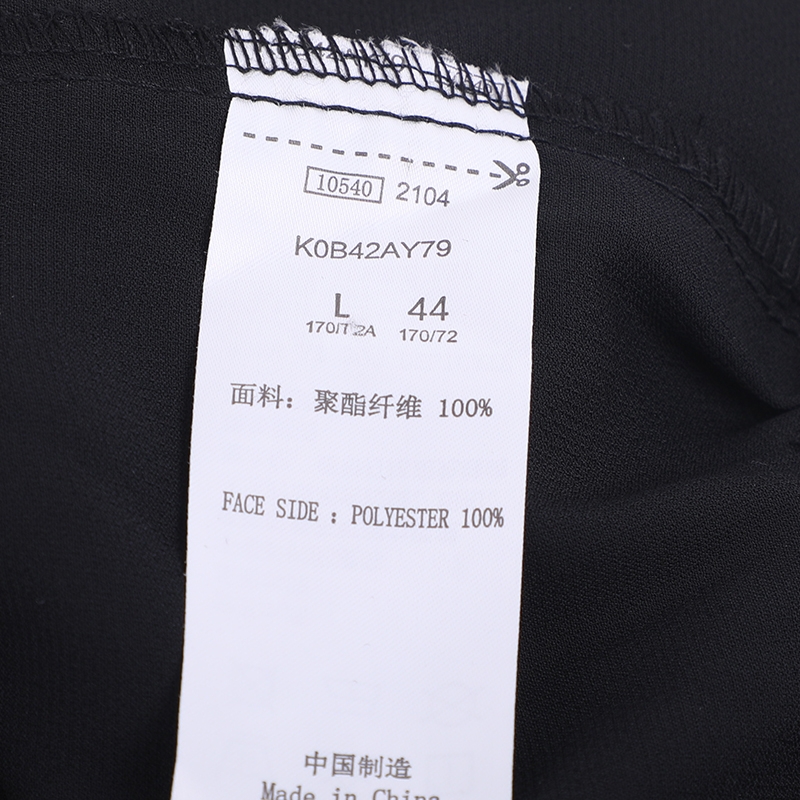 10540 2104
K0B42AY79
L 44
170/72A 170/72
面料：聚酯纤维 100%
FACE SIDE : POLYESTER 100%
中国制造
Made in China